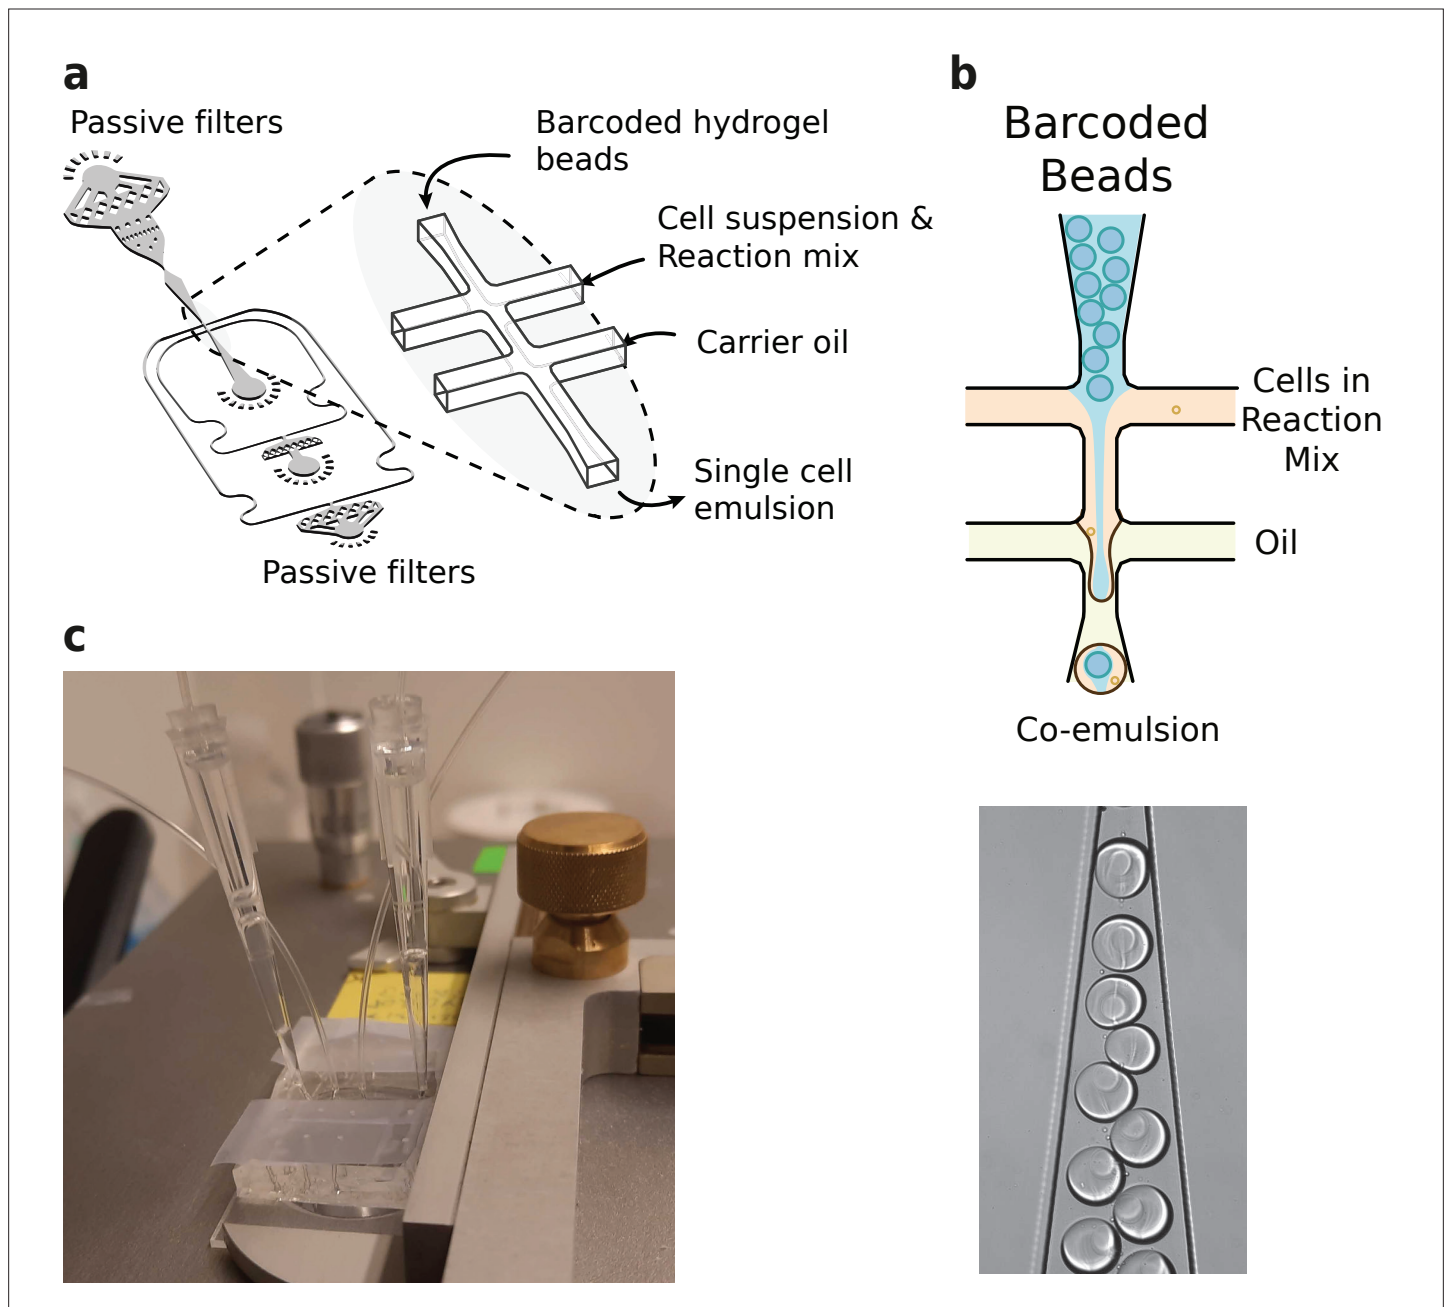 a
Passive filters
Barcoded hydrogel
beads
Cell suspension &
Reaction mix
Carrier oil
Single cell
emulsion
Passive filters
b
Barcoded
Beads
Cells in
Reaction
Mix
Oil
Co-emulsion
c